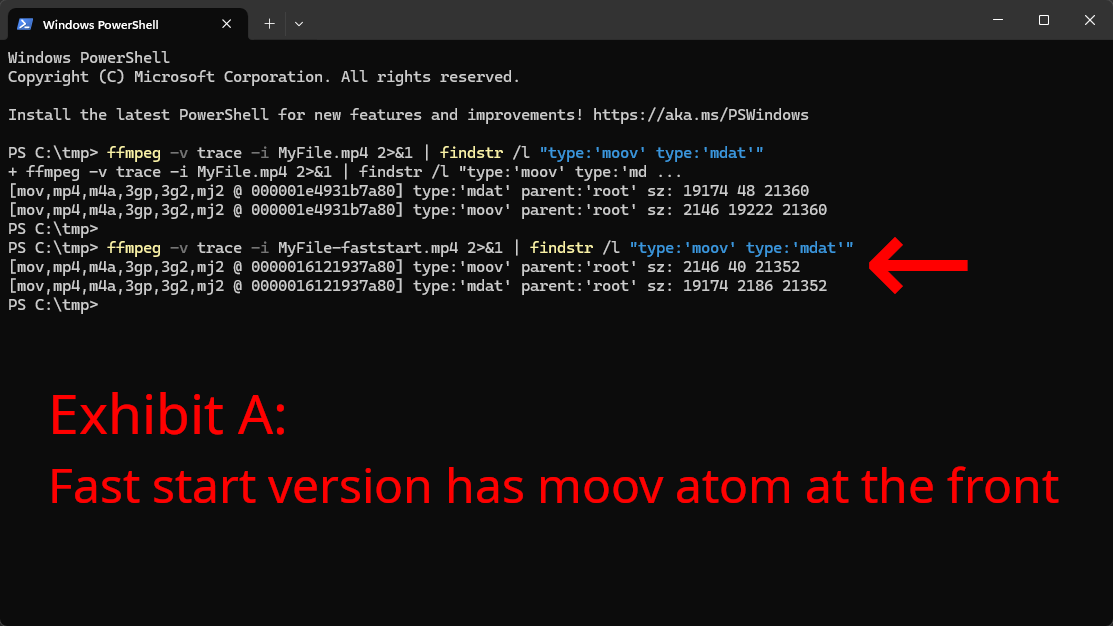 Windows PowerShell
Windows PowerShell
Copyright (C) Microsoft Corporation. All rights reserved.
Install the latest PowerShell for new features and improvements! https://aka.ms/PSWindows
PS C:\tmp> ffmpeg -v trace -i MyFile.mp4 2>&1 | findstr /l "type:'moov' type:'mdat'"
+ ffmpeg -v trace -i MyFile.mp4 2>&1 | findstr /l "type:'moov' type:'md ...
[mov,mp4,m4a,3gp,3g2,mj2 @ 000001e4931b7a80] type:'mdat' parent:'root' sz: 19174 48 21360
[mov,mp4,m4a,3gp,3g2,mj2 @ 000001e4931b7a80] type:'moov' parent:'root' sz: 2146 19222 21360
PS C:\tmp>
PS C:\tmp> ffmpeg -v trace -i MyFile-faststart.mp4 2>&1 | findstr /l "type:'moov' type:'mdat'"
[mov,mp4,m4a,3gp,3g2,mj2 @ 0000016121937a80] type:'moov' parent:'root' sz: 2146 40 21352
[mov,mp4,m4a,3gp,3g2,mj2 @ 0000016121937a80] type:'mdat' parent:'root' sz: 19174 2186 21352
PS C:\tmp>
Exhibit A:
Fast start version has moov atom at the front